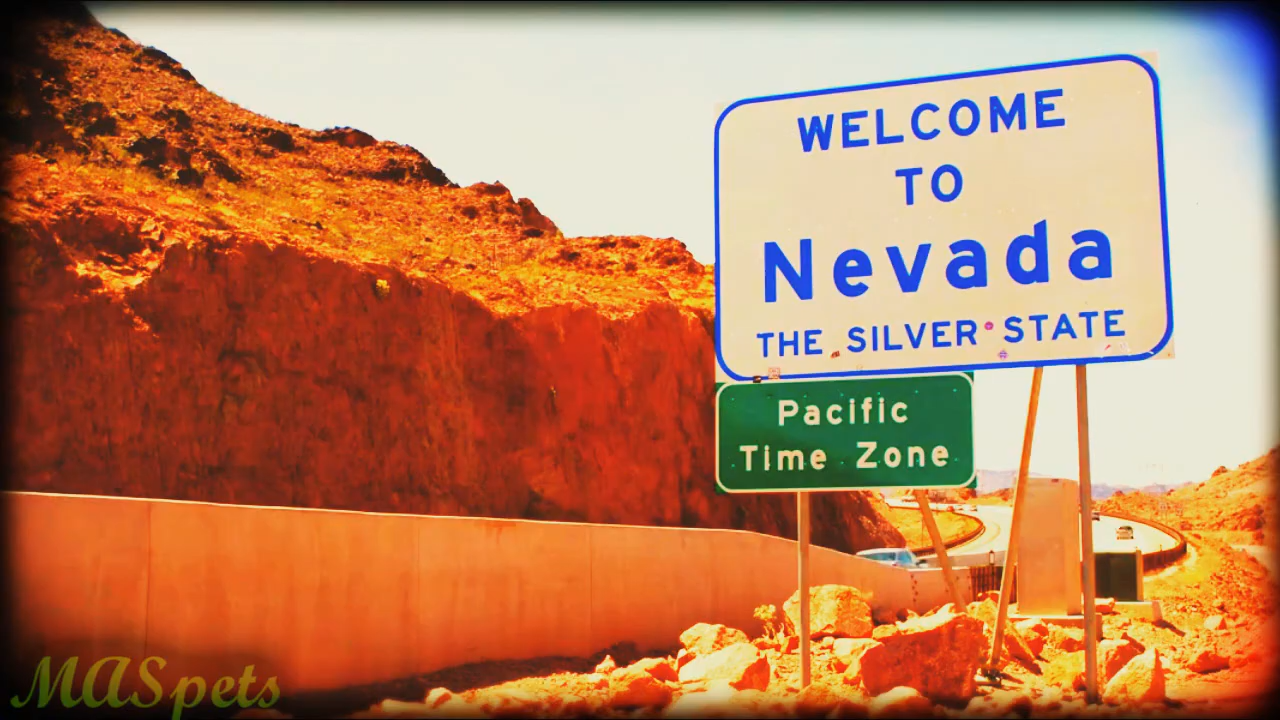 WELCOME
TO
Nevada
THE SILVER STATE
Pacific
Time Zone
MASpets